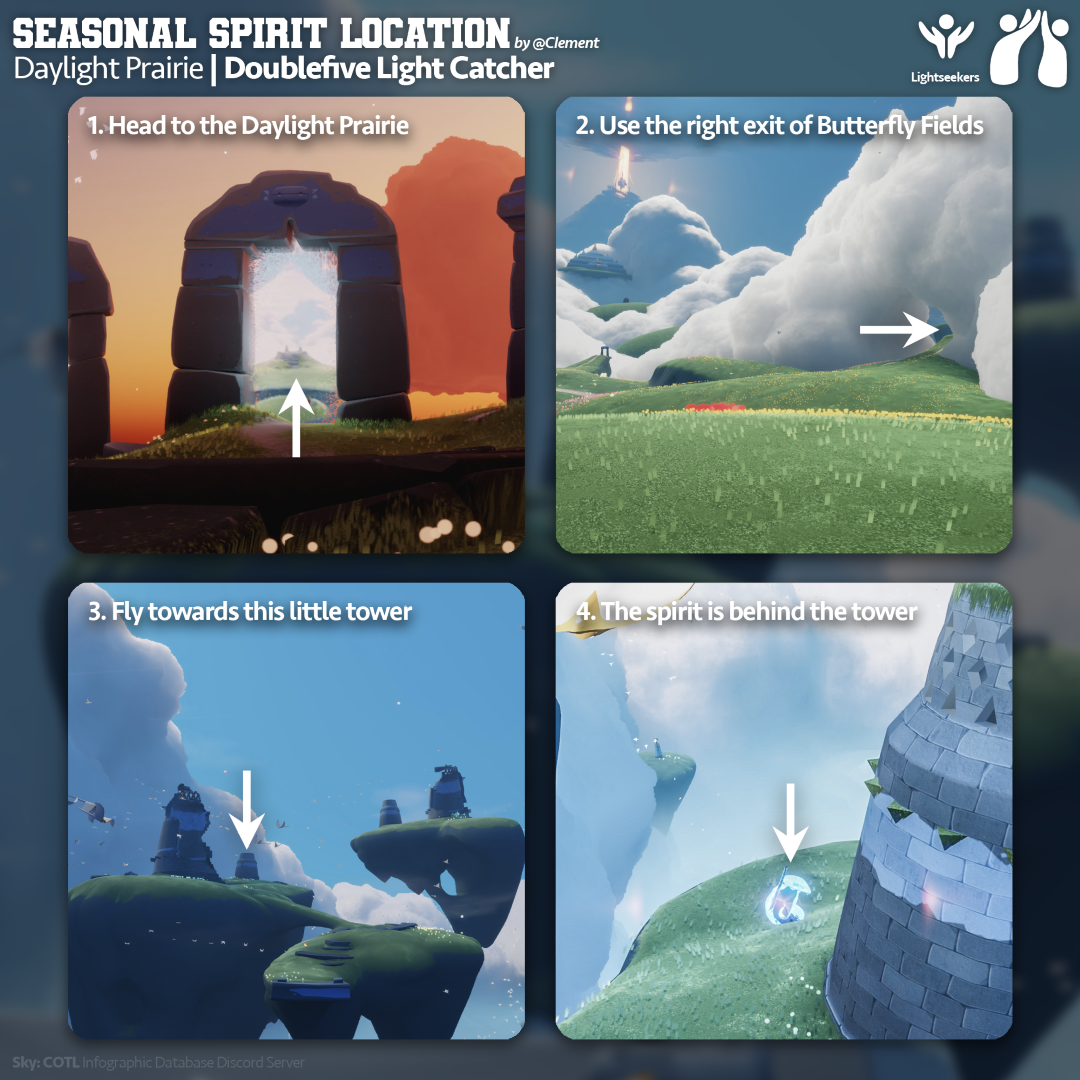 SEASONAL SPIRIT LOCATION by @Clement
Daylight Prairie | Doublefive Light Catcher
Lightseekers
1. Head to the Daylight Prairie
2. Use the right exit of Butterfly Fields
3. Fly towards this little tower
4. The spirit is behind the tower
Sky: COTL Infographic Database Discord Server